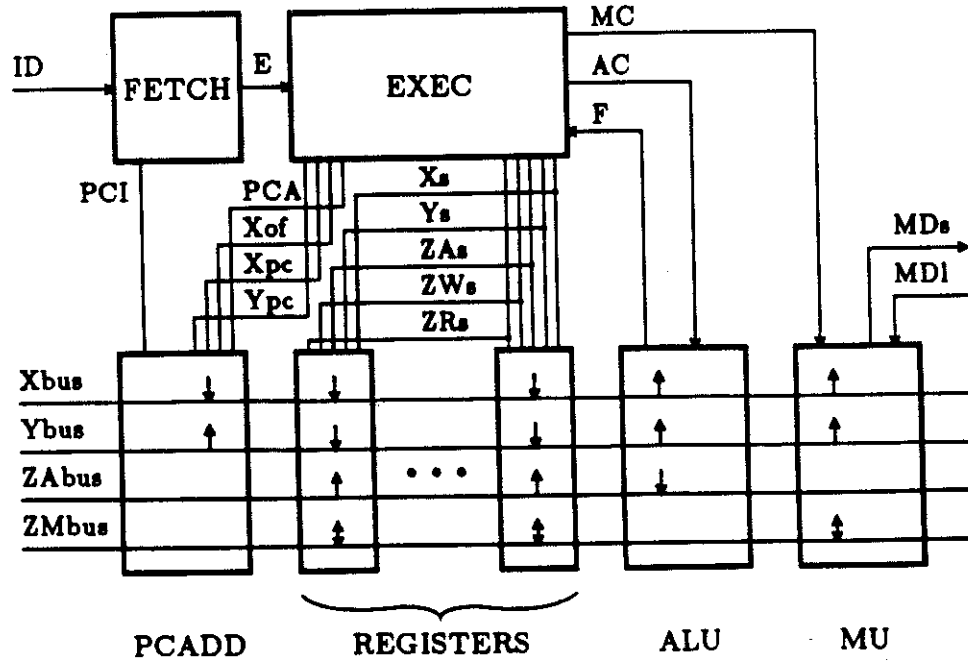 MC
ID
E
FETCH
EXEC
AC
F
PCI
PCA
Xs
Xof
Ys
MDs
Xpc
ZAs
MDl
Ypc
ZWs
ZRs
Xbus
Ybus
ZAbus
ZMbus
PCADD REGISTERS ALU MU